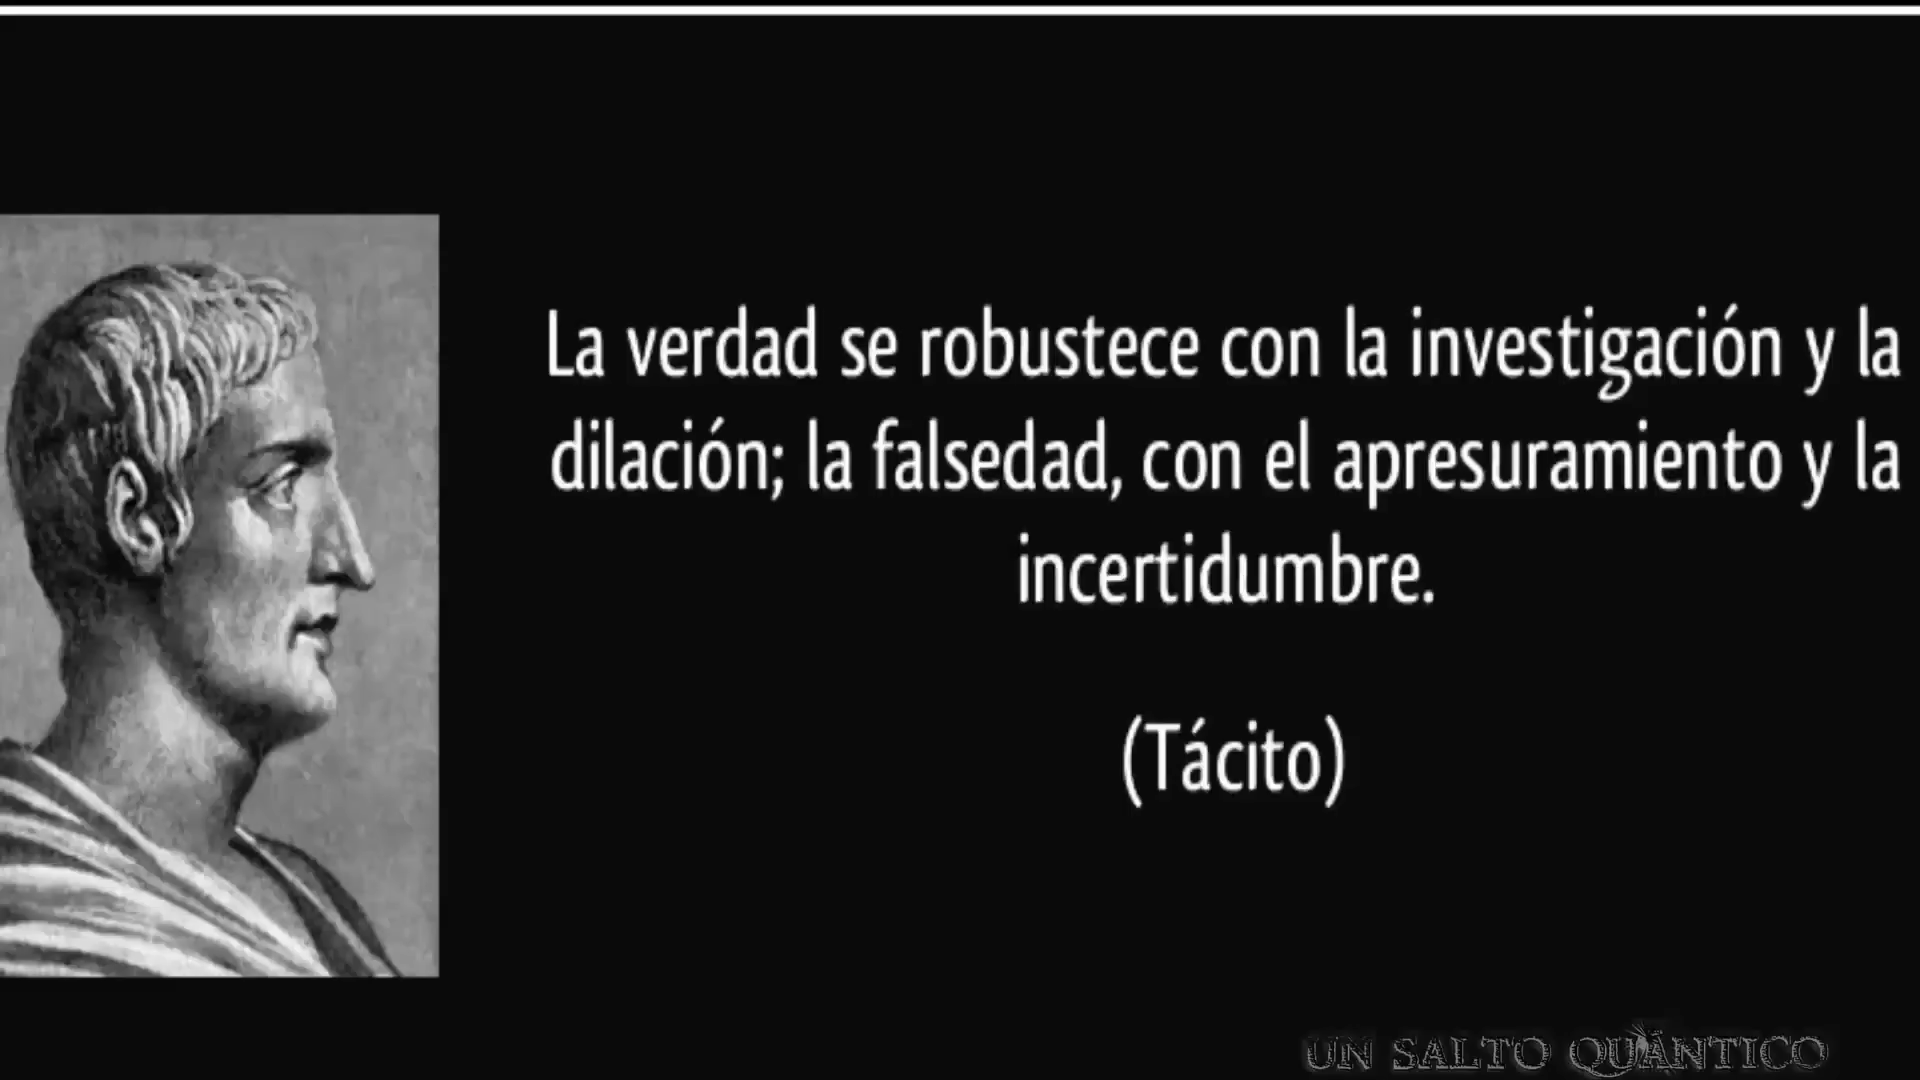 La verdad se robustece con la investigación y la
dilación; la falsedad, con el apresuramiento y la
incertidumbre.
(Tácito)
UN SALTO QUÁNTICO